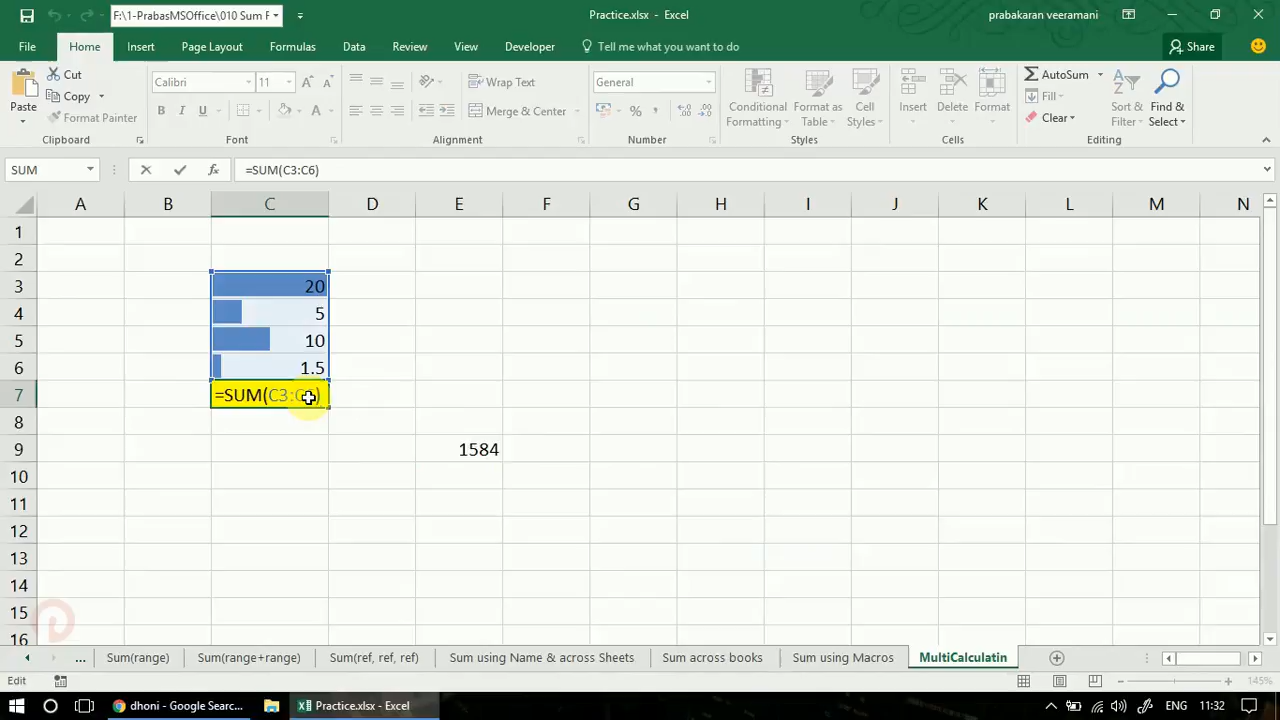 F:\1-PrabasMSOffice\010 Sum F
Practice.xlsx - Excel
prabakaran veeramani
File Home Insert Page Layout Formulas Data Review View Developer Tell me what you want to do Share
Paste
Cut
Copy
Format Painter
Clipboard
Calibri 11
B I U A
Font
Wrap Text
Merge & Center
Alignment
General
%
Number
Conditional Formatting
Format as Table
Cell Styles
Styles
Insert Delete Format
Cells
AutoSum
Fill
Clear
Sort & Filter
Find & Select
Editing
SUM fx =SUM(C3:C6)
A B C D E F G H I J K L M N
1
2
3 20
4 5
5 10
6 1.5
7 =SUM(C3:C6)
8
9 1584
10
11
12
13
14
15
16
... Sum(range) Sum(range+range) Sum(ref, ref, ref) Sum using Name & across Sheets Sum across books Sum using Macros MultiCalculatin
Edit 145%
dhoni - Google Searc... Practice.xlsx - Excel ENG 11:32